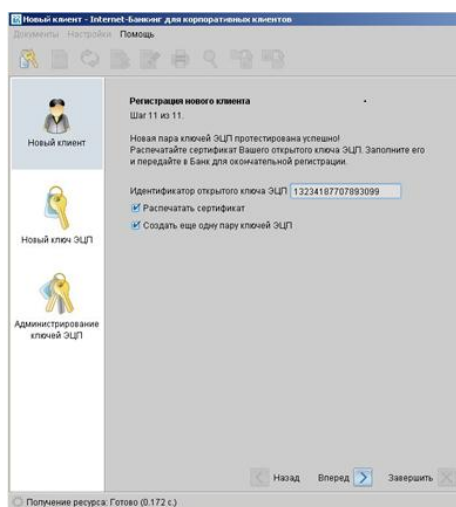 Новый клиент - Internet-Банкинг для корпоративных клиентов
Документы Настройки Помощь
Новый клиент
Новый ключ ЭЦП
Администрирование
ключей ЭЦП
Регистрация нового клиента
Шаг 11 из 11.
Новая пара ключей ЭЦП протестирована успешно!
Распечатайте сертификат Вашего открытого ключа ЭЦП. Заполните его
и передайте в Банк для окончательной регистрации.
Идентификатор открытого ключа ЭЦП 13234187707893099
Распечатать сертификат
Создать еще одну пару ключей ЭЦП
Назад Вперед Завершить
Получение ресурса: Готово (0.172 с.)